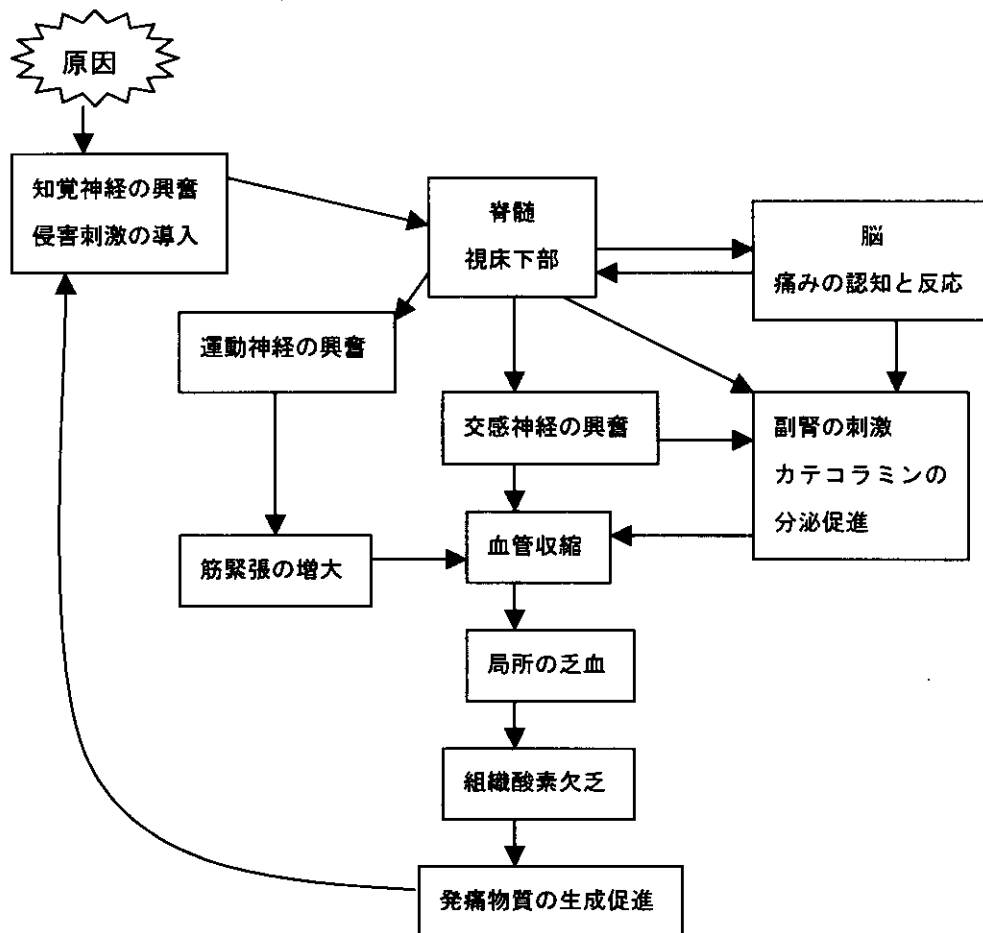 原因
知覚神経の興奮
侵害刺激の導入
脊髄
視床下部
脳
痛みの認知と反応
運動神経の興奮
交感神経の興奮
副腎の刺激
カテコラミンの
分泌促進
血管収縮
筋緊張の増大
局所の乏血
組織酸素欠乏
発痛物質の生成促進